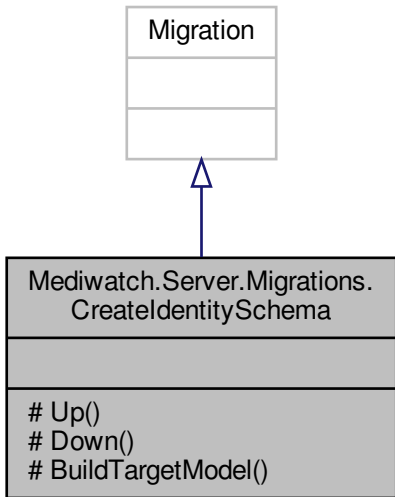 Migration
Mediwatch.Server.Migrations.
CreateIdentitySchema
# Up()
# Down()
# BuildTargetModel()